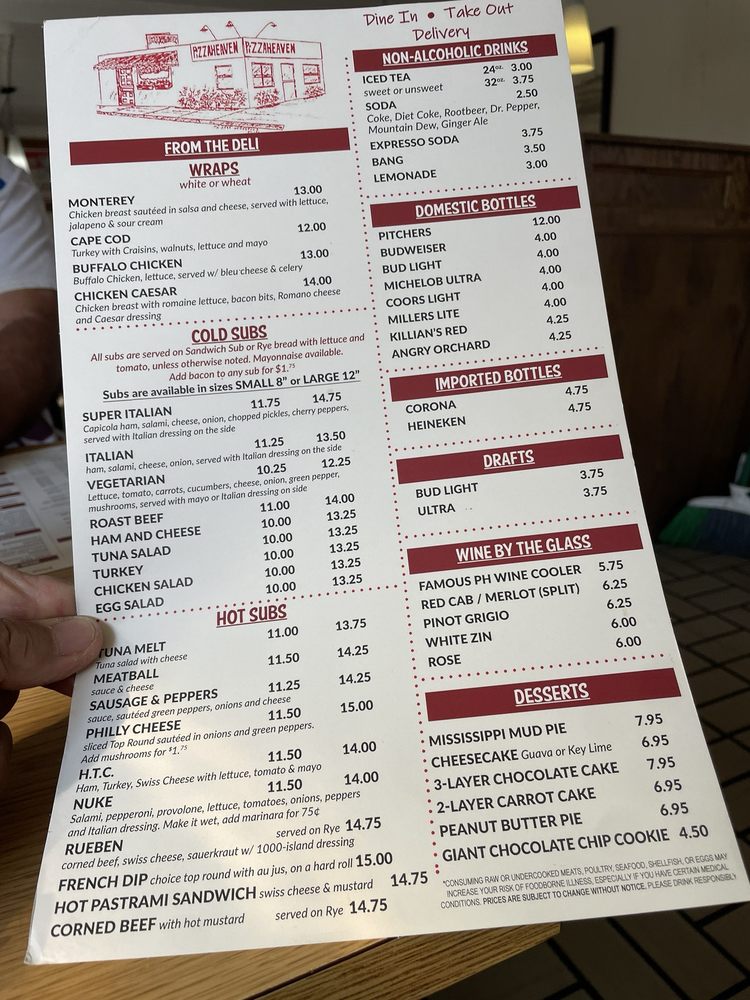 PIZZAHEAVEN PIZZAHEAVEN
FROM THE DELI
WRAPS
white or wheat
MONTEREY 13.00
Chicken breast sautéed in salsa and cheese, served with lettuce,
jalapeno & sour cream
CAPE COD 12.00
Turkey with Craisins, walnuts, lettuce and mayo
BUFFALO CHICKEN 13.00
Buffalo Chicken, lettuce, served w/ bleu cheese & celery
CHICKEN CAESAR 14.00
Chicken breast with romaine lettuce, bacon bits, Romano cheese
and Caesar dressing
COLD SUBS
All subs are served on Sandwich Sub or Rye bread with lettuce and
tomato, unless otherwise noted. Mayonnaise available.
Add bacon to any sub for $1.75
Subs are available in sizes SMALL 8" or LARGE 12"
SUPER ITALIAN 11.75 14.75
Capicola ham, salami, cheese, onion, chopped pickles, cherry peppers,
served with Italian dressing on the side
ITALIAN 11.25 13.50
ham, salami, cheese, onion, served with Italian dressing on the side
VEGETARIAN 10.25 12.25
Lettuce, tomato, carrots, cucumbers, cheese, onion, green pepper,
mushrooms, served with mayo or Italian dressing on side
ROAST BEEF 11.00 14.00
HAM AND CHEESE 10.00 13.25
TUNA SALAD 10.00 13.25
TURKEY 10.00 13.25
CHICKEN SALAD 10.00 13.25
EGG SALAD 10.00 13.25
HOT SUBS
TUNA MELT 11.00 13.75
Tuna salad with cheese
MEATBALL 11.50 14.25
sauce & cheese
SAUSAGE & PEPPERS 11.25 14.25
sauce, sautéed green peppers, onions and cheese
PHILLY CHEESE 11.50 15.00
sliced Top Round sautéed in onions and green peppers.
Add mushrooms for $1.75
H.T.C. 11.50 14.00
Ham, Turkey, Swiss Cheese with lettuce, tomato & mayo
NUKE 11.50 14.00
Salami, pepperoni, provolone, lettuce, tomatoes, onions, peppers
and Italian dressing. Make it wet, add marinara for 75¢
RUEBEN served on Rye 14.75
corned beef, swiss cheese, sauerkraut w/ 1000-island dressing
FRENCH DIP choice top round with au jus, on a hard roll 15.00
HOT PASTRAMI SANDWICH swiss cheese & mustard 14.75
CORNED BEEF with hot mustard served on Rye 14.75
Dine In • Take Out
Delivery
NON-ALCOHOLIC DRINKS
ICED TEA 24oz. 3.00
sweet or unsweet 32oz. 3.75
SODA 2.50
Coke, Diet Coke, Rootbeer, Dr. Pepper,
Mountain Dew, Ginger Ale
EXPRESSO SODA 3.75
BANG 3.50
LEMONADE 3.00
DOMESTIC BOTTLES
PITCHERS 12.00
BUDWEISER 4.00
BUD LIGHT 4.00
MICHELOB ULTRA 4.00
COORS LIGHT 4.00
MILLERS LITE 4.00
KILLIAN'S RED 4.25
ANGRY ORCHARD 4.25
IMPORTED BOTTLES
CORONA 4.75
HEINEKEN 4.75
DRAFTS
BUD LIGHT 3.75
ULTRA 3.75
WINE BY THE GLASS
FAMOUS PH WINE COOLER 5.75
RED CAB / MERLOT (SPLIT) 6.25
PINOT GRIGIO 6.25
WHITE ZIN 6.00
ROSE 6.00
DESSERTS
MISSISSIPPI MUD PIE 7.95
CHEESECAKE Guava or Key Lime 6.95
3-LAYER CHOCOLATE CAKE 7.95
2-LAYER CARROT CAKE 6.95
PEANUT BUTTER PIE 6.95
GIANT CHOCOLATE CHIP COOKIE 4.50
*CONSUMING RAW OR UNDERCOOKED MEATS, POULTRY, SEAFOOD, SHELLFISH, OR EGGS MAY
INCREASE YOUR RISK OF FOODBORNE ILLNESS, ESPECIALLY IF YOU HAVE CERTAIN MEDICAL
CONDITIONS. PRICES ARE SUBJECT TO CHANGE WITHOUT NOTICE. PLEASE DRINK RESPONSIBLY